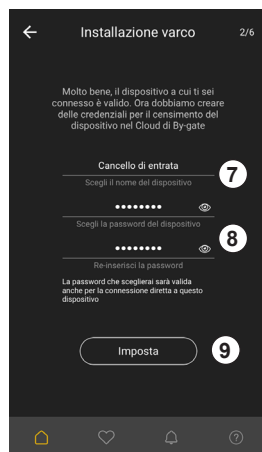 Installazione varco 2/6
Molto bene, il dispositivo a cui ti sei
connesso è valido. Ora dobbiamo creare
delle credenziali per il censimento del
dispositivo nel Cloud di By-gate
Cancello di entrata
7
Scegli il nome del dispositivo
••••••••
Scegli la password del dispositivo
8
••••••••
Re-inserisci la password
La password che sceglierai sarà valida
anche per la connessione diretta a questo
dispositivo
Imposta 9
?